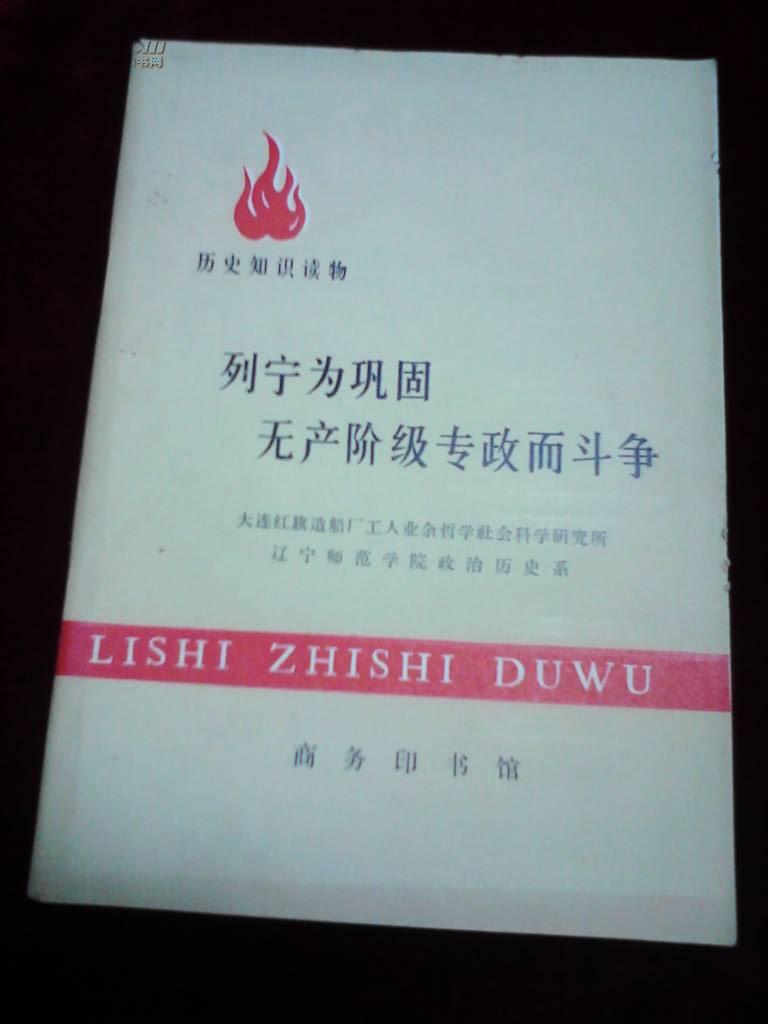 书网
历史知识读物
列宁为巩固
无产阶级专政而斗争
大连红旗造船厂工人业余哲学社会科学研究所
辽宁师范学院政治历史系
LISHI ZHISHI DUWU
商务印书馆